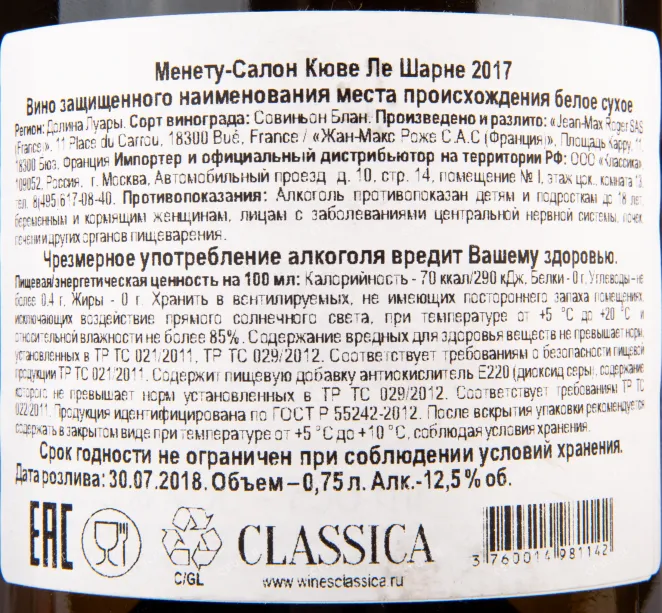 Менету-Салон Кюве Ле Шарне 2017
Вино защищенного наименования места происхождения белое сухое
Регион: Долина Луары. Сорт винограда: Совиньон Блан. Произведено и разлито: «Jean-Max Roger SAS
(France)», 11 Place du Carrou, 18300 Bué, France / «Жан-Макс Роже С.А.С (Франция)», Площадь Карру, 11,
18300 Бюэ, Франция Импортер и официальный дистрибьютор на территории РФ: ООО «Классика»
109052, Россия, г. Москва, Автомобильный проезд д. 10, стр. 14, помещение № I, этаж цок., комната 13,
тел. 8(495 617-08-40). Противопоказания: Алкоголь противопоказан детям и подросткам до 18 лет,
беременным и кормящим женщинам, лицам с заболеваниями центральной нервной системы, почек,
печени и других органов пищеварения.
Чрезмерное употребление алкоголя вредит Вашему здоровью.
Пищевая/энергетическая ценность на 100 мл: Калорийность - 70 ккал/290 кДж, Белки - 0 г, Углеводы – не
более 0,4 г, Жиры - 0 г. Хранить в вентилируемых, не имеющих постороннего запаха помещениях,
исключающих воздействие прямого солнечного света, при температуре от +5 °С до +20 °С и
относительной влажности не более 85%. Содержание вредных для здоровья веществ не превышает норм,
установленных в ТР ТС 021/2011, ТР ТС 029/2012. Соответствует требованиям о безопасности пищевой
продукции ТР ТС 021/2011. Содержит пищевую добавку антиокислитель Е220 (диоксид серы), содержание
которого не превышает норм установленных в ТР ТС 029/2012. Соответствует требованиям ТР ТС
022/2011. Продукция идентифицирована по ГОСТ Р 55242-2012. После вскрытия упаковки рекомендуется
содержать в закрытом виде при температуре от +5 °С до +10 °С, соблюдая условия хранения.
Срок годности не ограничен при соблюдении условий хранения.
Дата розлива: 30.07.2018. Объем – 0,75 л. Алк.-12,5 % об.
EAC
CLASSICA
C/GL
www.winesclassica.ru
3 760014 981142